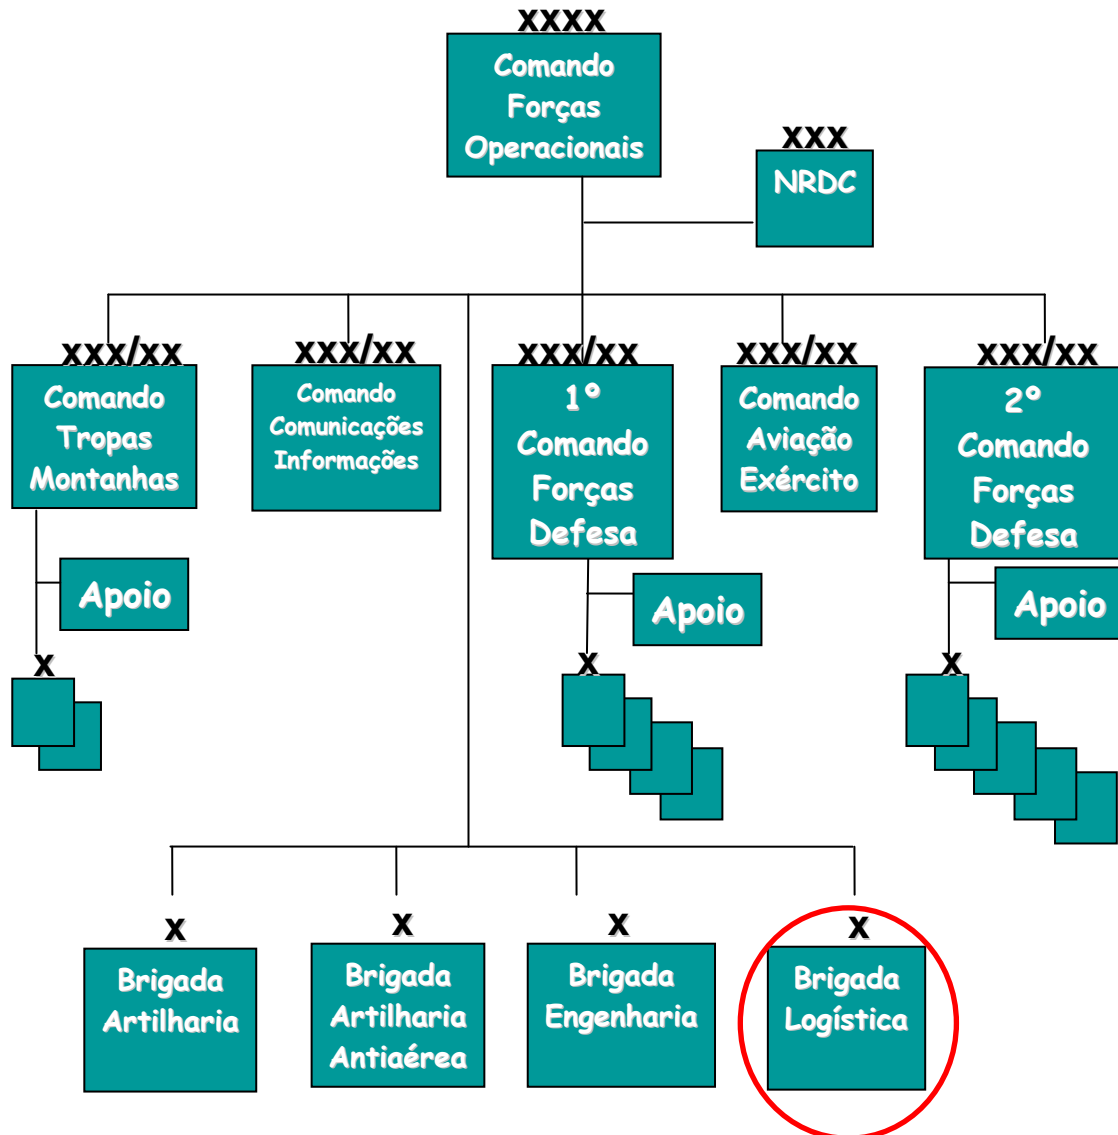 xxxx
Comando
Forças
Operacionais
xxx
NRDC
xxx/xx
Comando
Tropas
Montanhas
xxx/xx
Comando
Comunicações
Informações
xxx/xx
1º
Comando
Forças
Defesa
xxx/xx
Comando
Aviação
Exército
xxx/xx
2º
Comando
Forças
Defesa
Apoio
Apoio
Apoio
x
x
x
x
Brigada
Artilharia
x
Brigada
Artilharia
Antiaérea
x
Brigada
Engenharia
x
Brigada
Logística